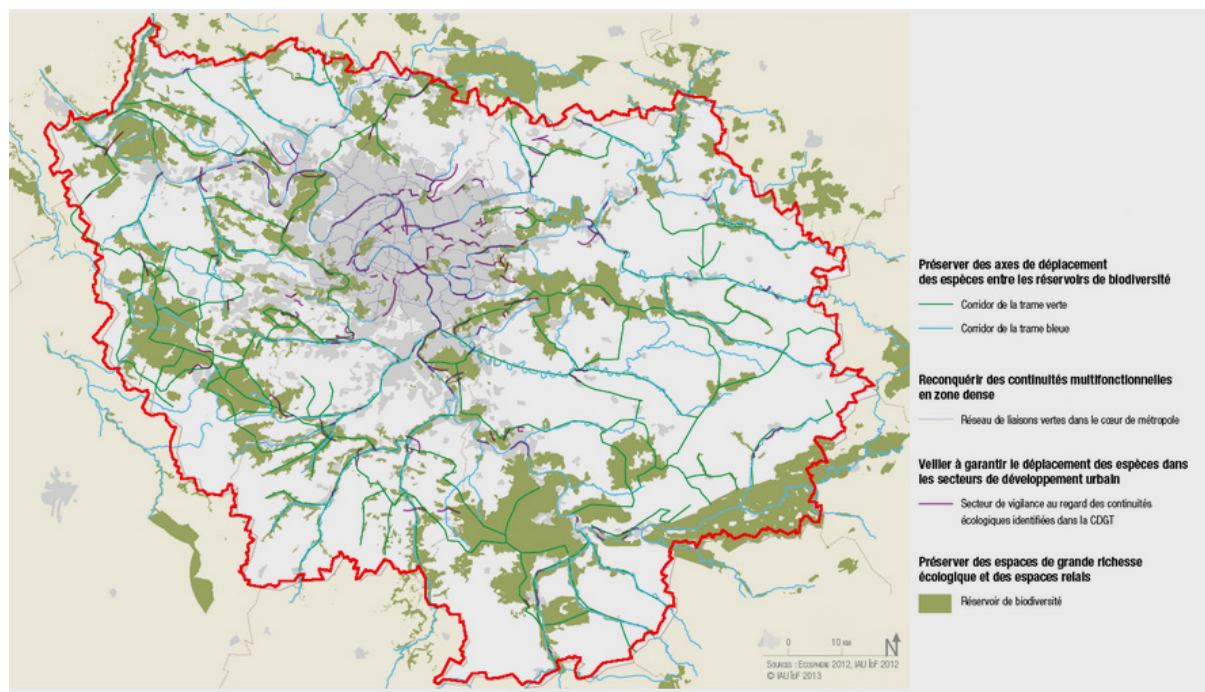 Préserver des axes de déplacement
des espèces entre les réservoirs de biodiversité
Corridor de la trame verte
Corridor de la trame bleue
Reconquérir des continuités multifonctionnelles
en zone dense
Réseau de liaisons vertes dans le cœur de métropole
Veiller à garantir le déplacement des espèces dans
les secteurs de développement urbain
Secteur de vigilance au regard des continuités
écologiques identifiées dans la CDGT
Préserver des espaces de grande richesse
écologique et des espaces relais
Réservoir de biodiversité
0 10 KM N
SOURCES : ECOSPHÈRE 2012, IAU ÎDF 2012
© IAU ÎDF 2013